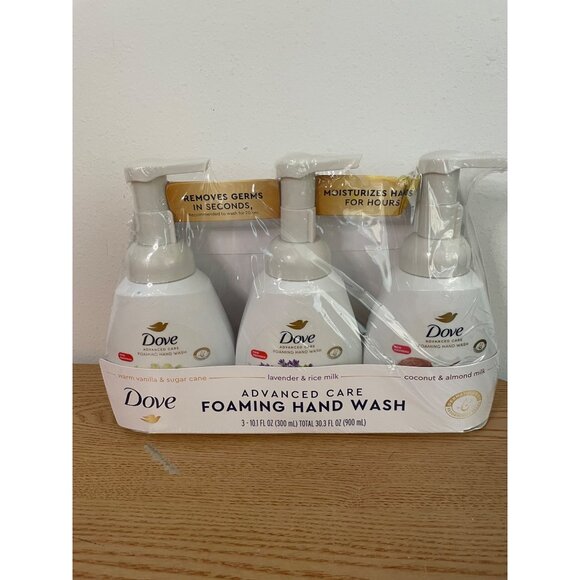 REMOVES GERMS
IN SECONDS,
MOISTURIZES HANDS
FOR HOURS
Dove
ADVANCED CARE
FOAMING HAND WASH
Dove
ADVANCED CARE
FOAMING HAND WASH
Dove
ADVANCED CARE
FOAMING HAND WASH
warm vanilla & sugar cane
lavender & rice milk
coconut & almond milk
Dove
ADVANCED CARE
FOAMING HAND WASH
3 - 10.1 FL OZ (300 mL) TOTAL 30.3 FL OZ (900 mL)